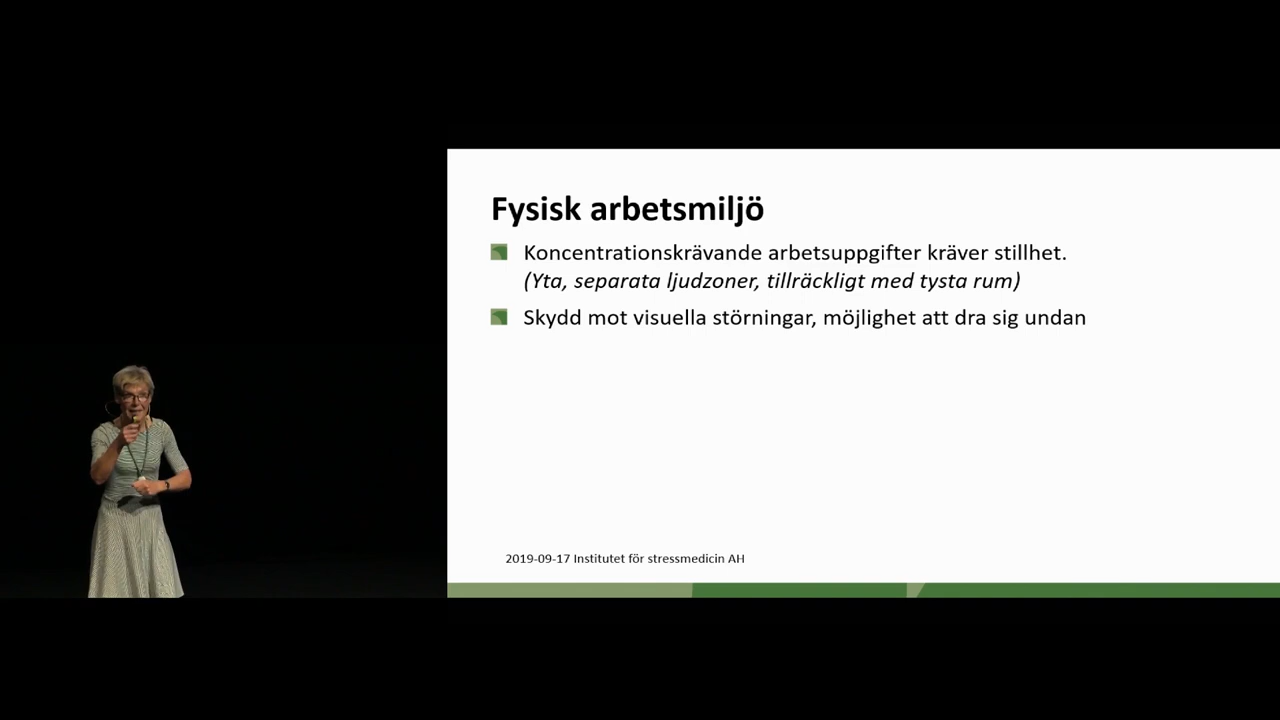 Fysisk arbetsmiljö
Koncentrationskrävande arbetsuppgifter kräver stillhet.
(Yta, separata ljudzoner, tillräckligt med tysta rum)
Skydd mot visuella störningar, möjlighet att dra sig undan
2019-09-17 Institutet för stressmedicin AH